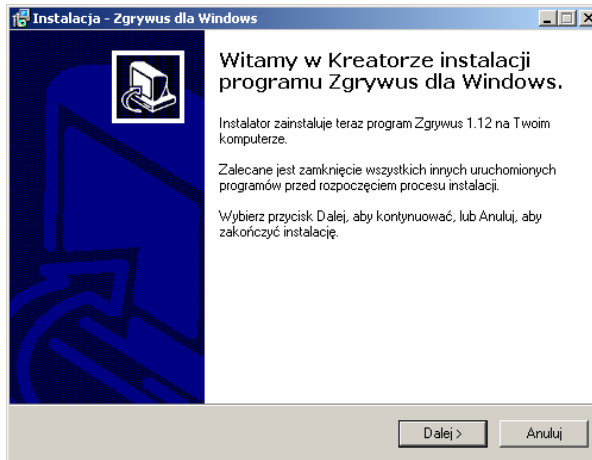 Instalacja - Zgrywus dla Windows
Witamy w Kreatorze instalacji
programu Zgrywus dla Windows.
Instalator zainstaluje teraz program Zgrywus 1.12 na Twoim
komputerze.
Zalecane jest zamknięcie wszystkich innych uruchomionych
programów przed rozpoczęciem procesu instalacji.
Wybierz przycisk Dalej, aby kontynuować, lub Anuluj, aby
zakończyć instalację.
Dalej >
Anuluj